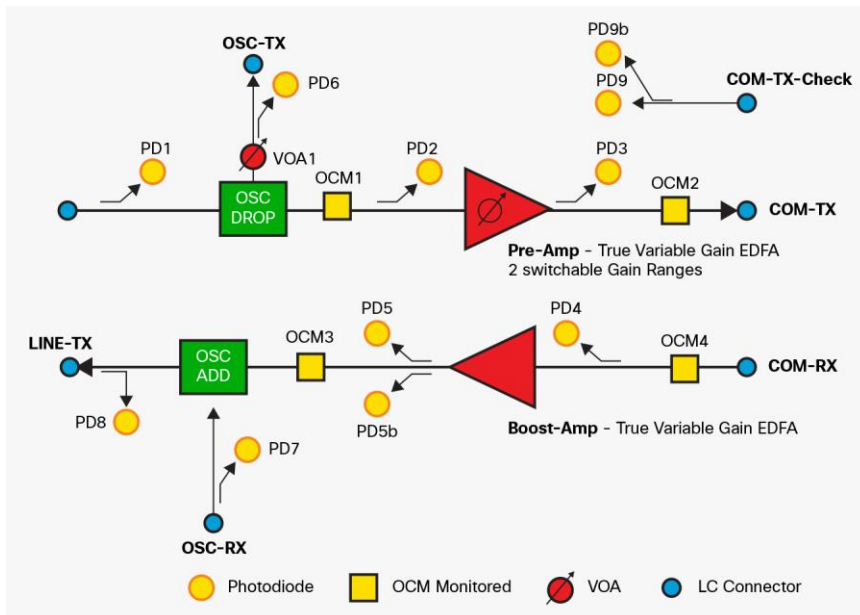 PD9b
OSC-TX
PD6
PD9
COM-TX-Check
PD1
VOA1
PD2
PD3
OCM1
OCM2
OSC
DROP
COM-TX
Pre-Amp - True Variable Gain EDFA
2 switchable Gain Ranges
PD5
PD4
LINE-TX
OCM3
OCM4
OSC
ADD
COM-RX
PD8
PD5b
Boost-Amp - True Variable Gain EDFA
PD7
OSC-RX
Photodiode
OCM Monitored
VOA
LC Connector